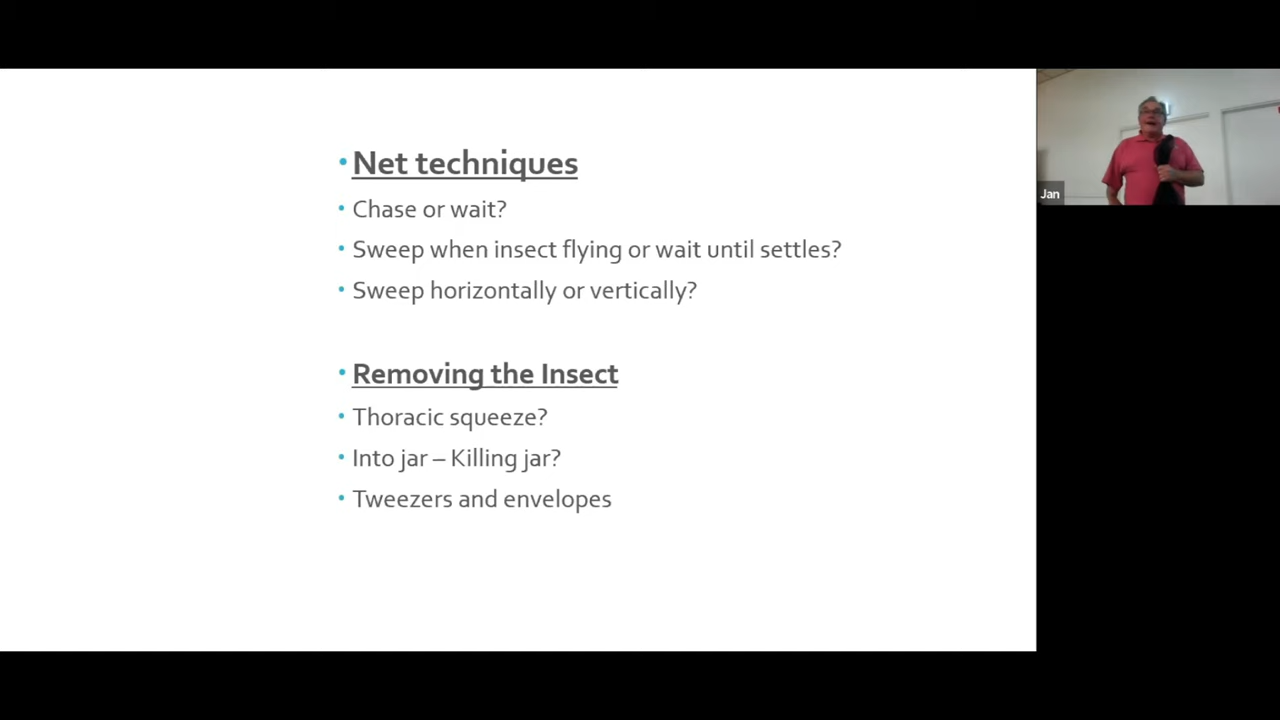 Net techniques
Chase or wait?
Sweep when insect flying or wait until settles?
Sweep horizontally or vertically?
Removing the Insect
Thoracic squeeze?
Into jar – Killing jar?
Tweezers and envelopes
Jan